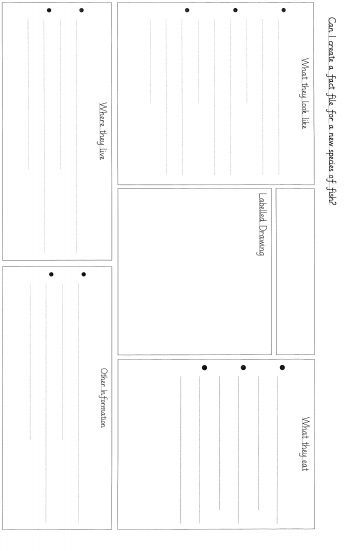 Can I create a fact file for a new species of fish?
What they look like
Labelled Drawing
What they eat
Where they live
Other information